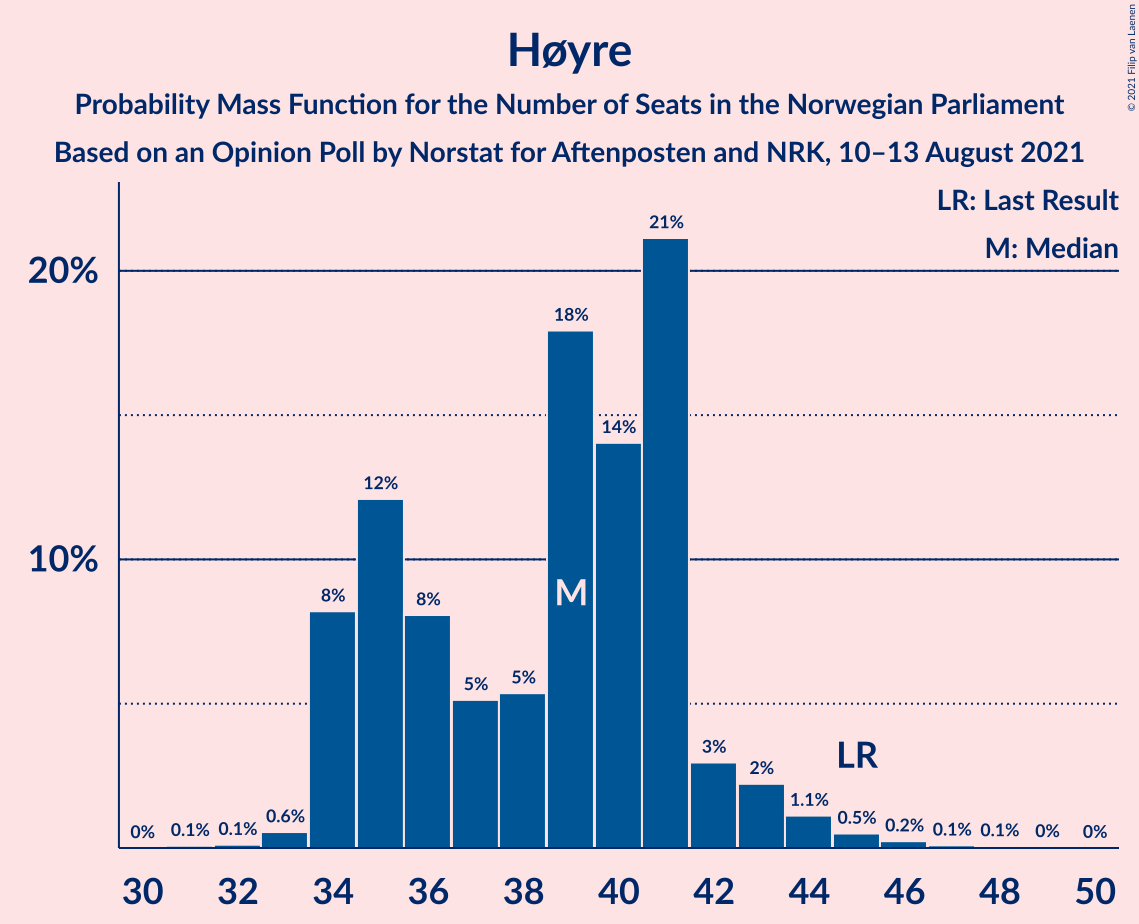 Høyre
Probability Mass Function for the Number of Seats in the Norwegian Parliament
Based on an Opinion Poll by Norstat for Aftenposten and NRK, 10–13 August 2021
© 2021 Filip van Laenen
LR: Last Result
M: Median
20%
10%
0%
0.1%
0.1%
0.6%
8%
12%
8%
5%
5%
18%
14%
21%
3%
2%
1.1%
0.5%
0.2%
0.1%
0.1%
0%
0%
M
LR
30 32 34 36 38 40 42 44 46 48 50